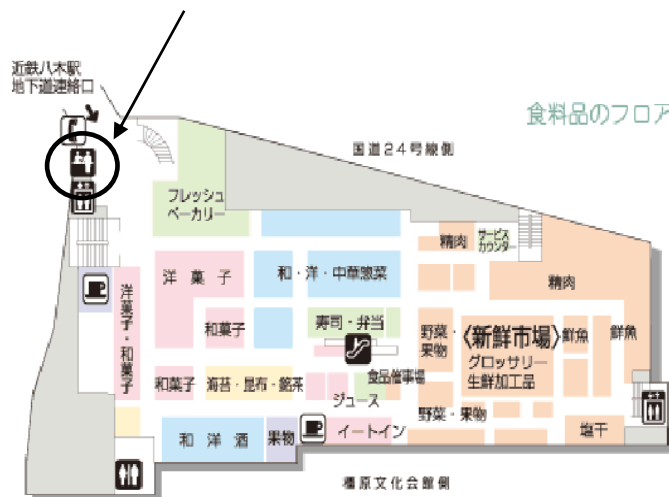 近鉄八木駅
地下道連絡口
食料品のフロア
国道24号線側
フレッシュ
ベーカリー
精肉
サービス
カウンター
洋菓子
和・洋・中華惣菜
精肉
洋菓子・和菓子
和菓子
寿司・弁当
野菜・
果物
《新鮮市場》
グロッサリー
生鮮加工品
鮮魚
鮮魚
和菓子
海苔・昆布・銘茶
食品催事場
ジュース
野菜・果物
和洋酒
果物
イートイン
塩干
橿原文化会館側